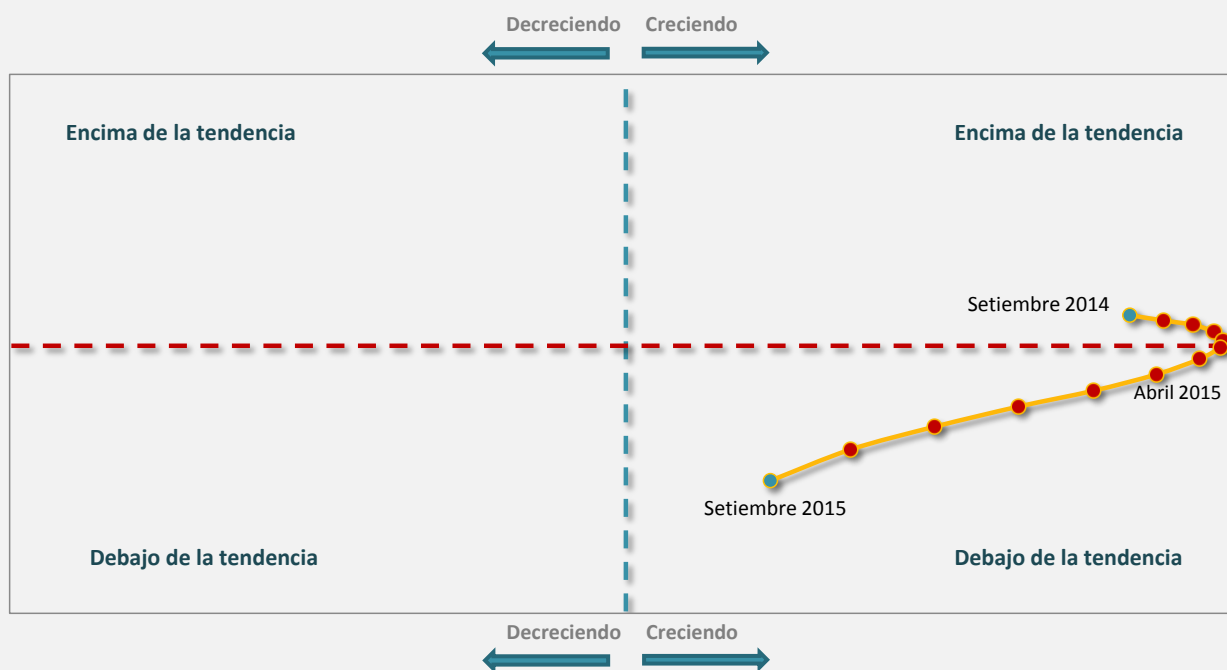 Decreciendo Creciendo
Encima de la tendencia
Encima de la tendencia
Setiembre 2014
Abril 2015
Setiembre 2015
Debajo de la tendencia
Debajo de la tendencia
Decreciendo Creciendo